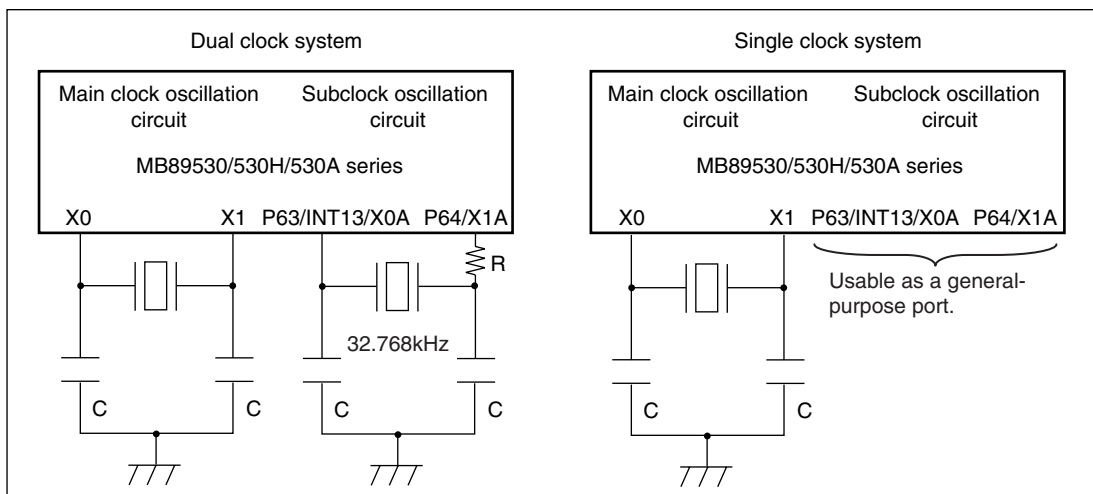 Dual clock system
Main clock oscillation
circuit
Subclock oscillation
circuit
MB89530/530H/530A series
X0
X1
P63/INT13/X0A
P64/X1A
R
32.768kHz
C
C
C
C
Single clock system
Main clock oscillation
circuit
Subclock oscillation
circuit
MB89530/530H/530A series
X0
X1
P63/INT13/X0A
P64/X1A
Usable as a general-
purpose port.
C
C